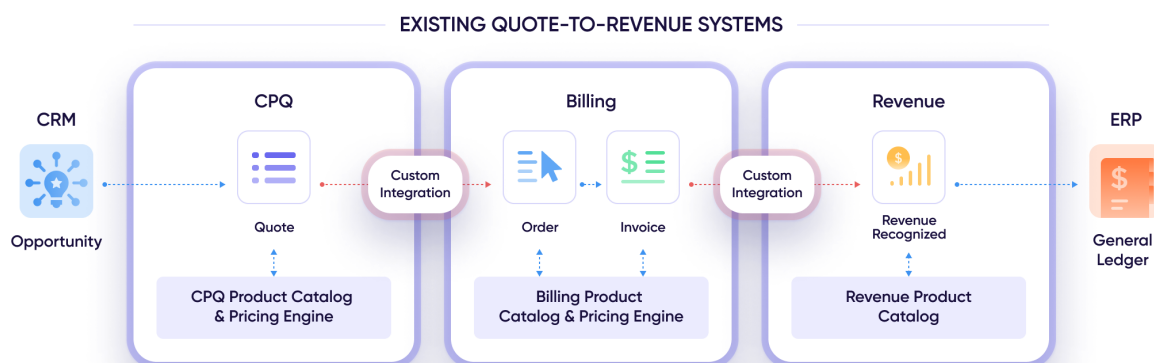 EXISTING QUOTE-TO-REVENUE SYSTEMS
CRM
Opportunity
CPQ
Quote
CPQ Product Catalog
& Pricing Engine
Custom
Integration
Billing
Order
$
Invoice
Billing Product
Catalog & Pricing Engine
Custom
Integration
Revenue
$
Revenue
Recognized
Revenue Product
Catalog
ERP
$
General
Ledger